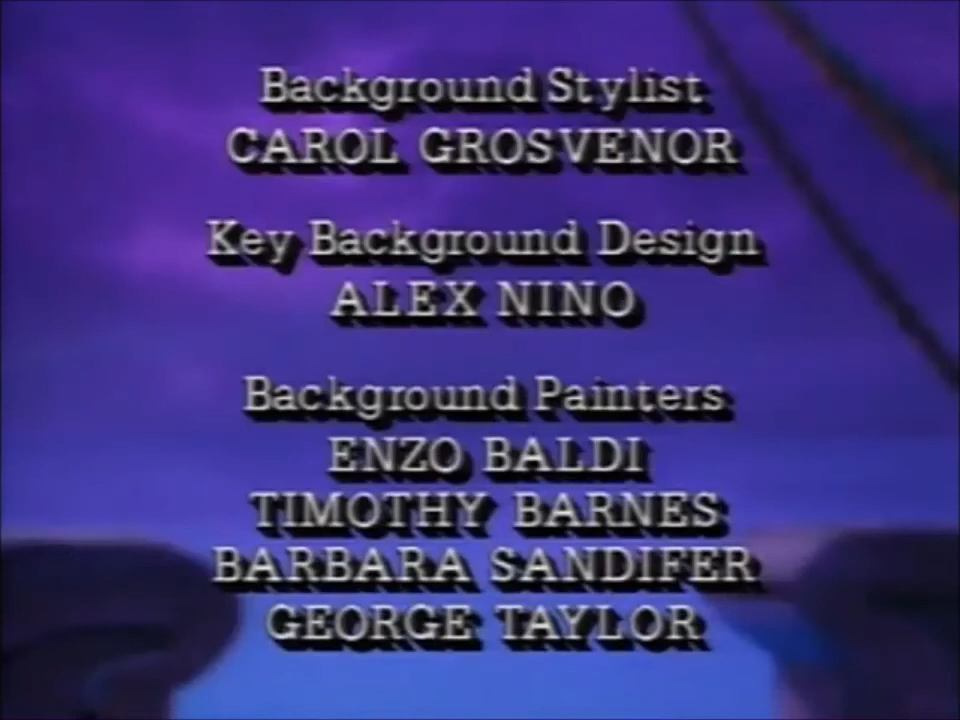 Background Stylist
CAROL GROSVENOR
Key Background Design
ALEX NINO
Background Painters
ENZO BALDI
TIMOTHY BARNES
BARBARA SANDIFER
GEORGE TAYLOR